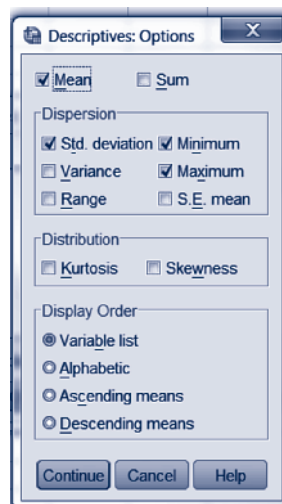 Descriptives: Options
X
Mean Sum
Dispersion
Std. deviation Minimum
Variance Maximum
Range S.E. mean
Distribution
Kurtosis Skewness
Display Order
Variable list
Alphabetic
Ascending means
Descending means
Continue Cancel Help